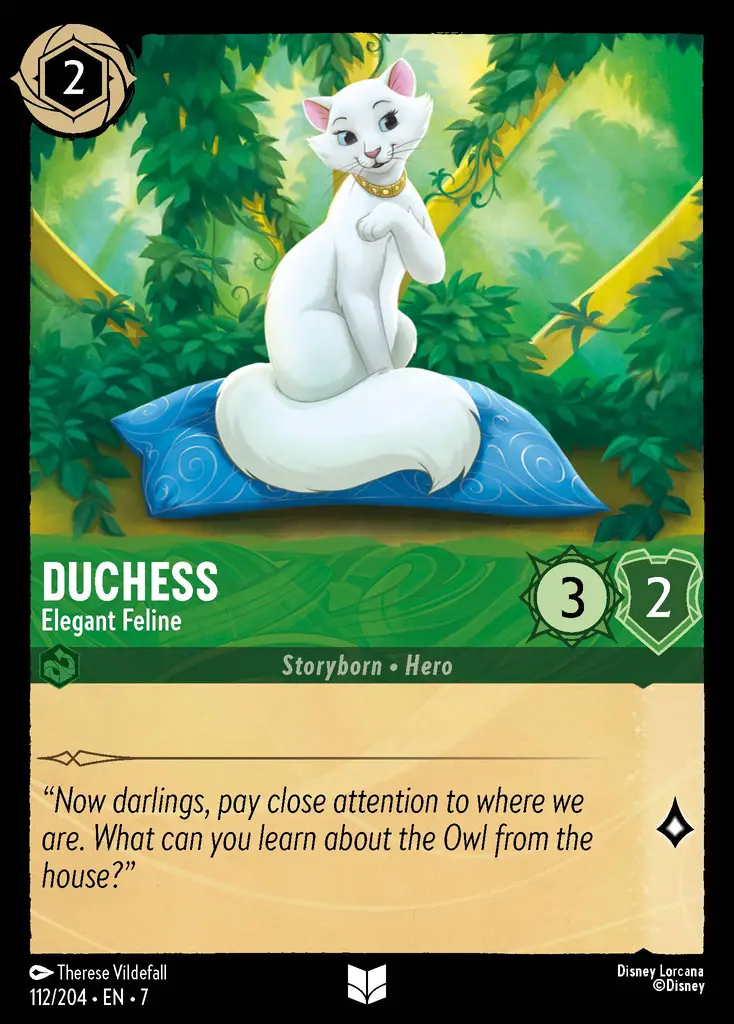 2
DUCHESS
Elegant Feline
3
2
Storyborn • Hero
“Now darlings, pay close attention to where we
are. What can you learn about the Owl from the
house?”
Therese Vildefall
112/204 • EN • 7
Disney Lorcana
©Disney